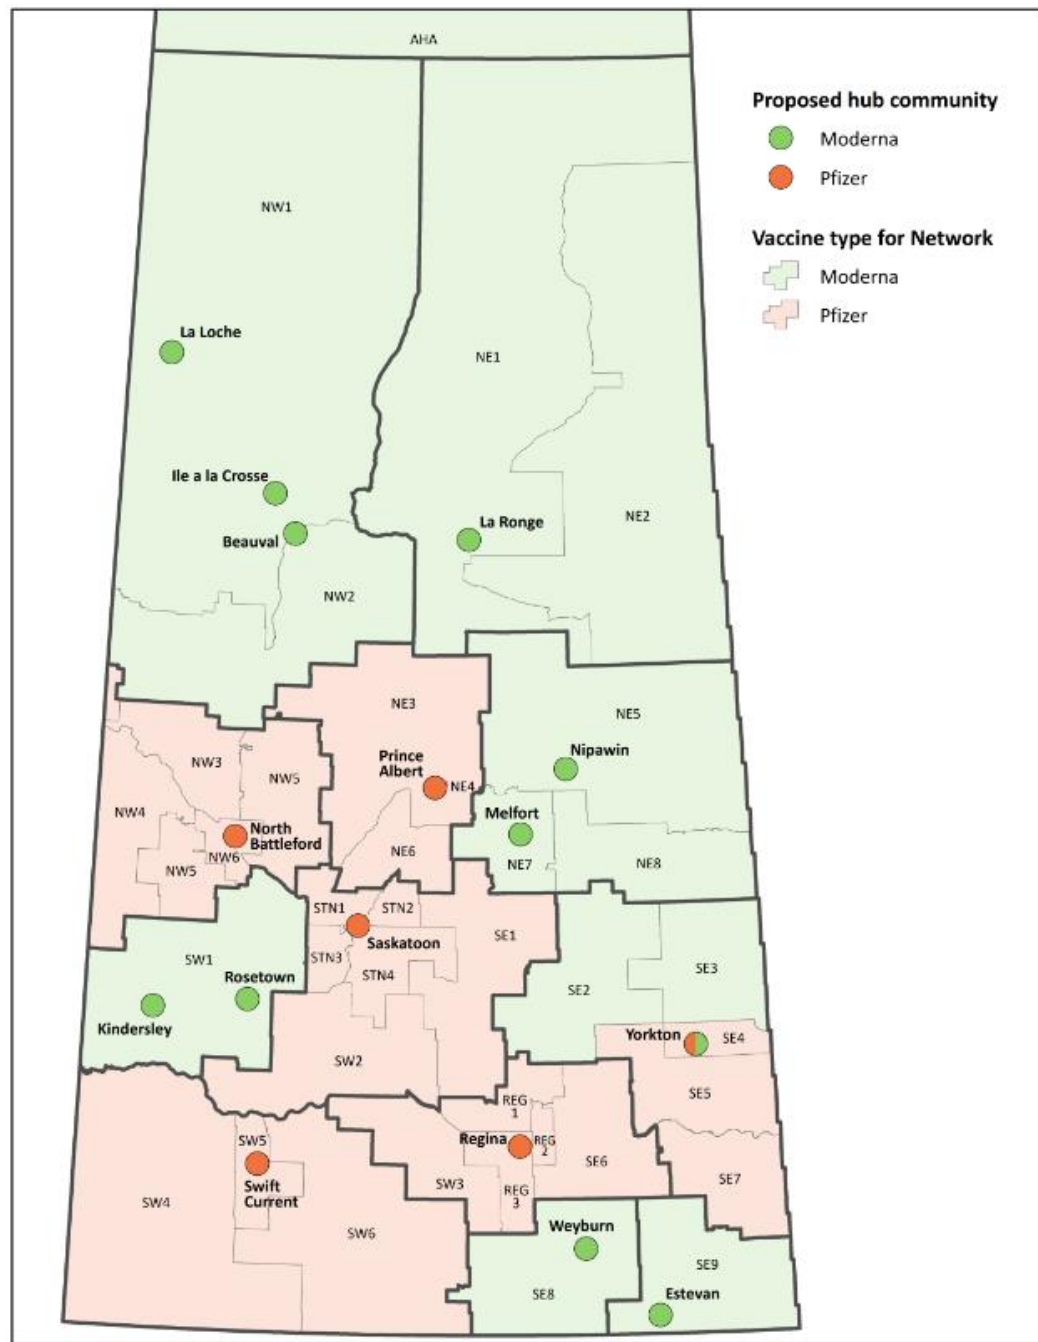 AHA
Proposed hub community
Moderna
Pfizer
Vaccine type for Network
Moderna
Pfizer
NW1
La Loche
NE1
Ile a la Crosse
Beauval
La Ronge
NE2
NW2
NE3
NE5
Prince
Albert
NE4
Nipawin
NW3
NW5
NW4
North
Battleford
NW6
NW5
Melfort
NE7
NE6
NE8
STN1
STN2
Saskatoon
STN3
STN4
SE1
SW1
Rosetown
Kindersley
SE2
SE3
Yorkton
SE4
SW2
SE5
REG
1
Regina
REG
2
SE6
SW5
Swift
Current
SW4
SW3
REG
3
SE7
SW6
Weyburn
SE8
SE9
Estevan